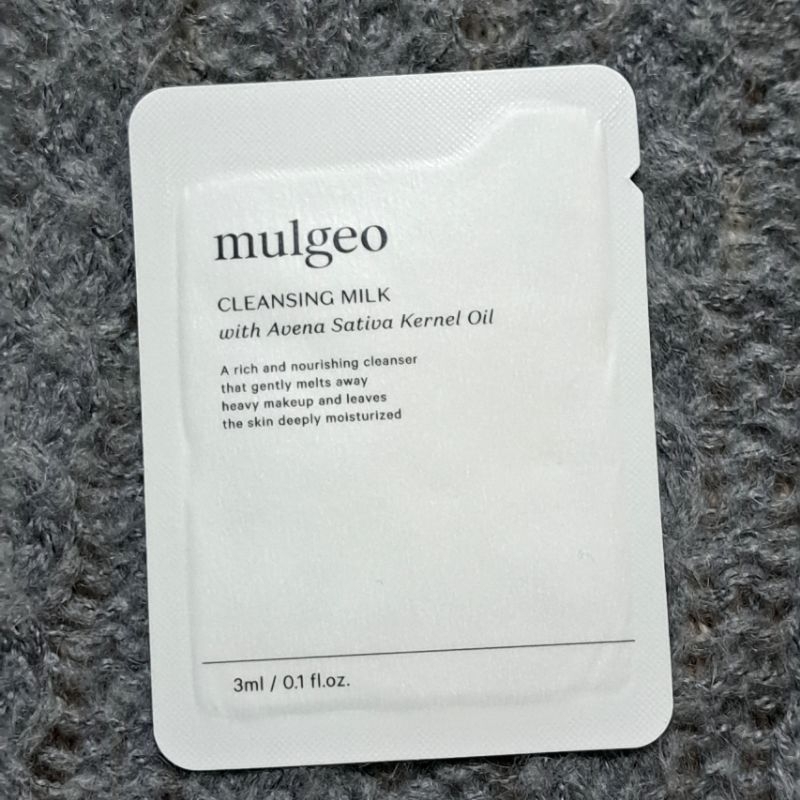 mulgeo
CLEANSING MILK
with Avena Sativa Kernel Oil
A rich and nourishing cleanser
that gently melts away
heavy makeup and leaves
the skin deeply moisturized
3ml / 0.1 fl.oz.